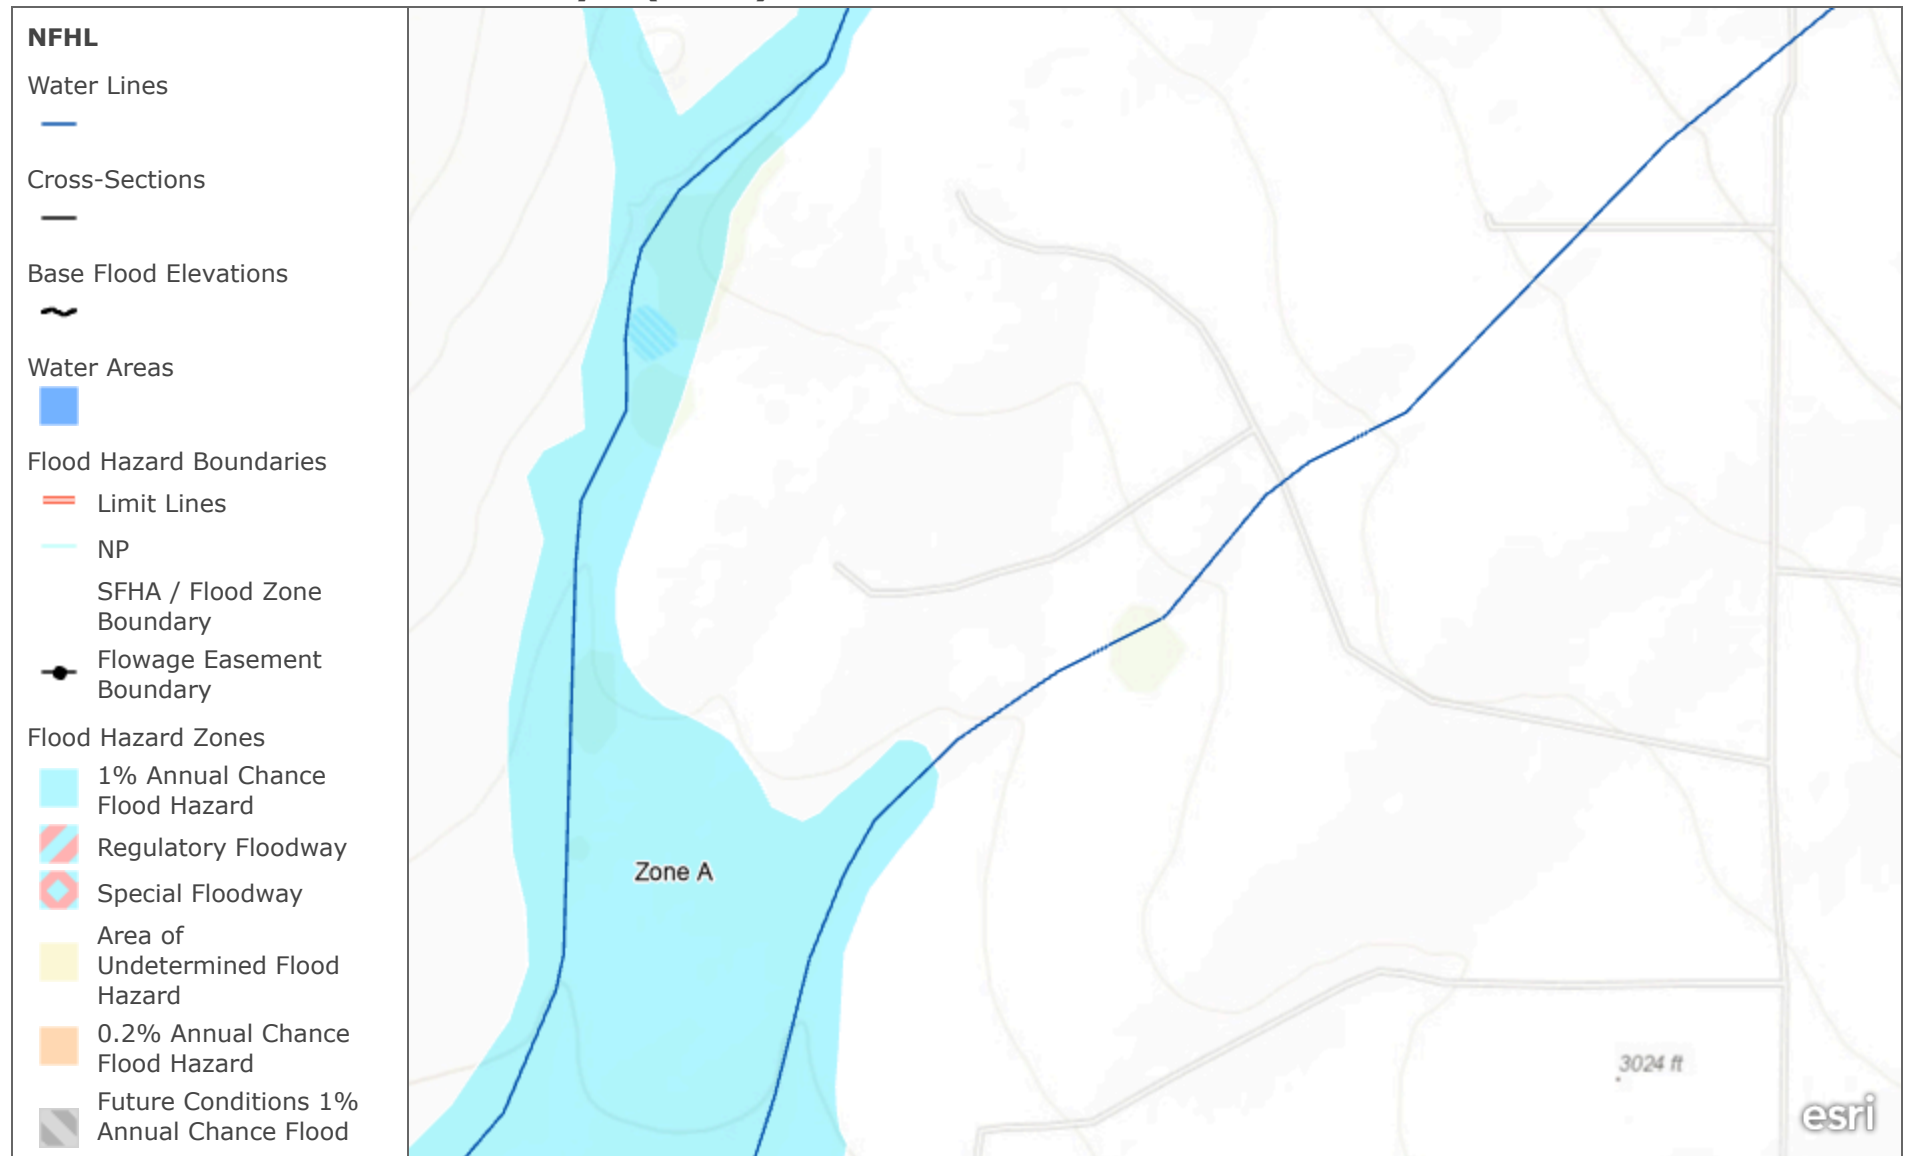 NFHL
Water Lines
Cross-Sections
Base Flood Elevations
Water Areas
Flood Hazard Boundaries
Limit Lines
NP
SFHA / Flood Zone
Boundary
Flowage Easement
Boundary
Flood Hazard Zones
1% Annual Chance
Flood Hazard
Regulatory Floodway
Special Floodway
Area of
Undetermined Flood
Hazard
0.2% Annual Chance
Flood Hazard
Future Conditions 1%
Annual Chance Flood
Zone A
3024 ft
esri